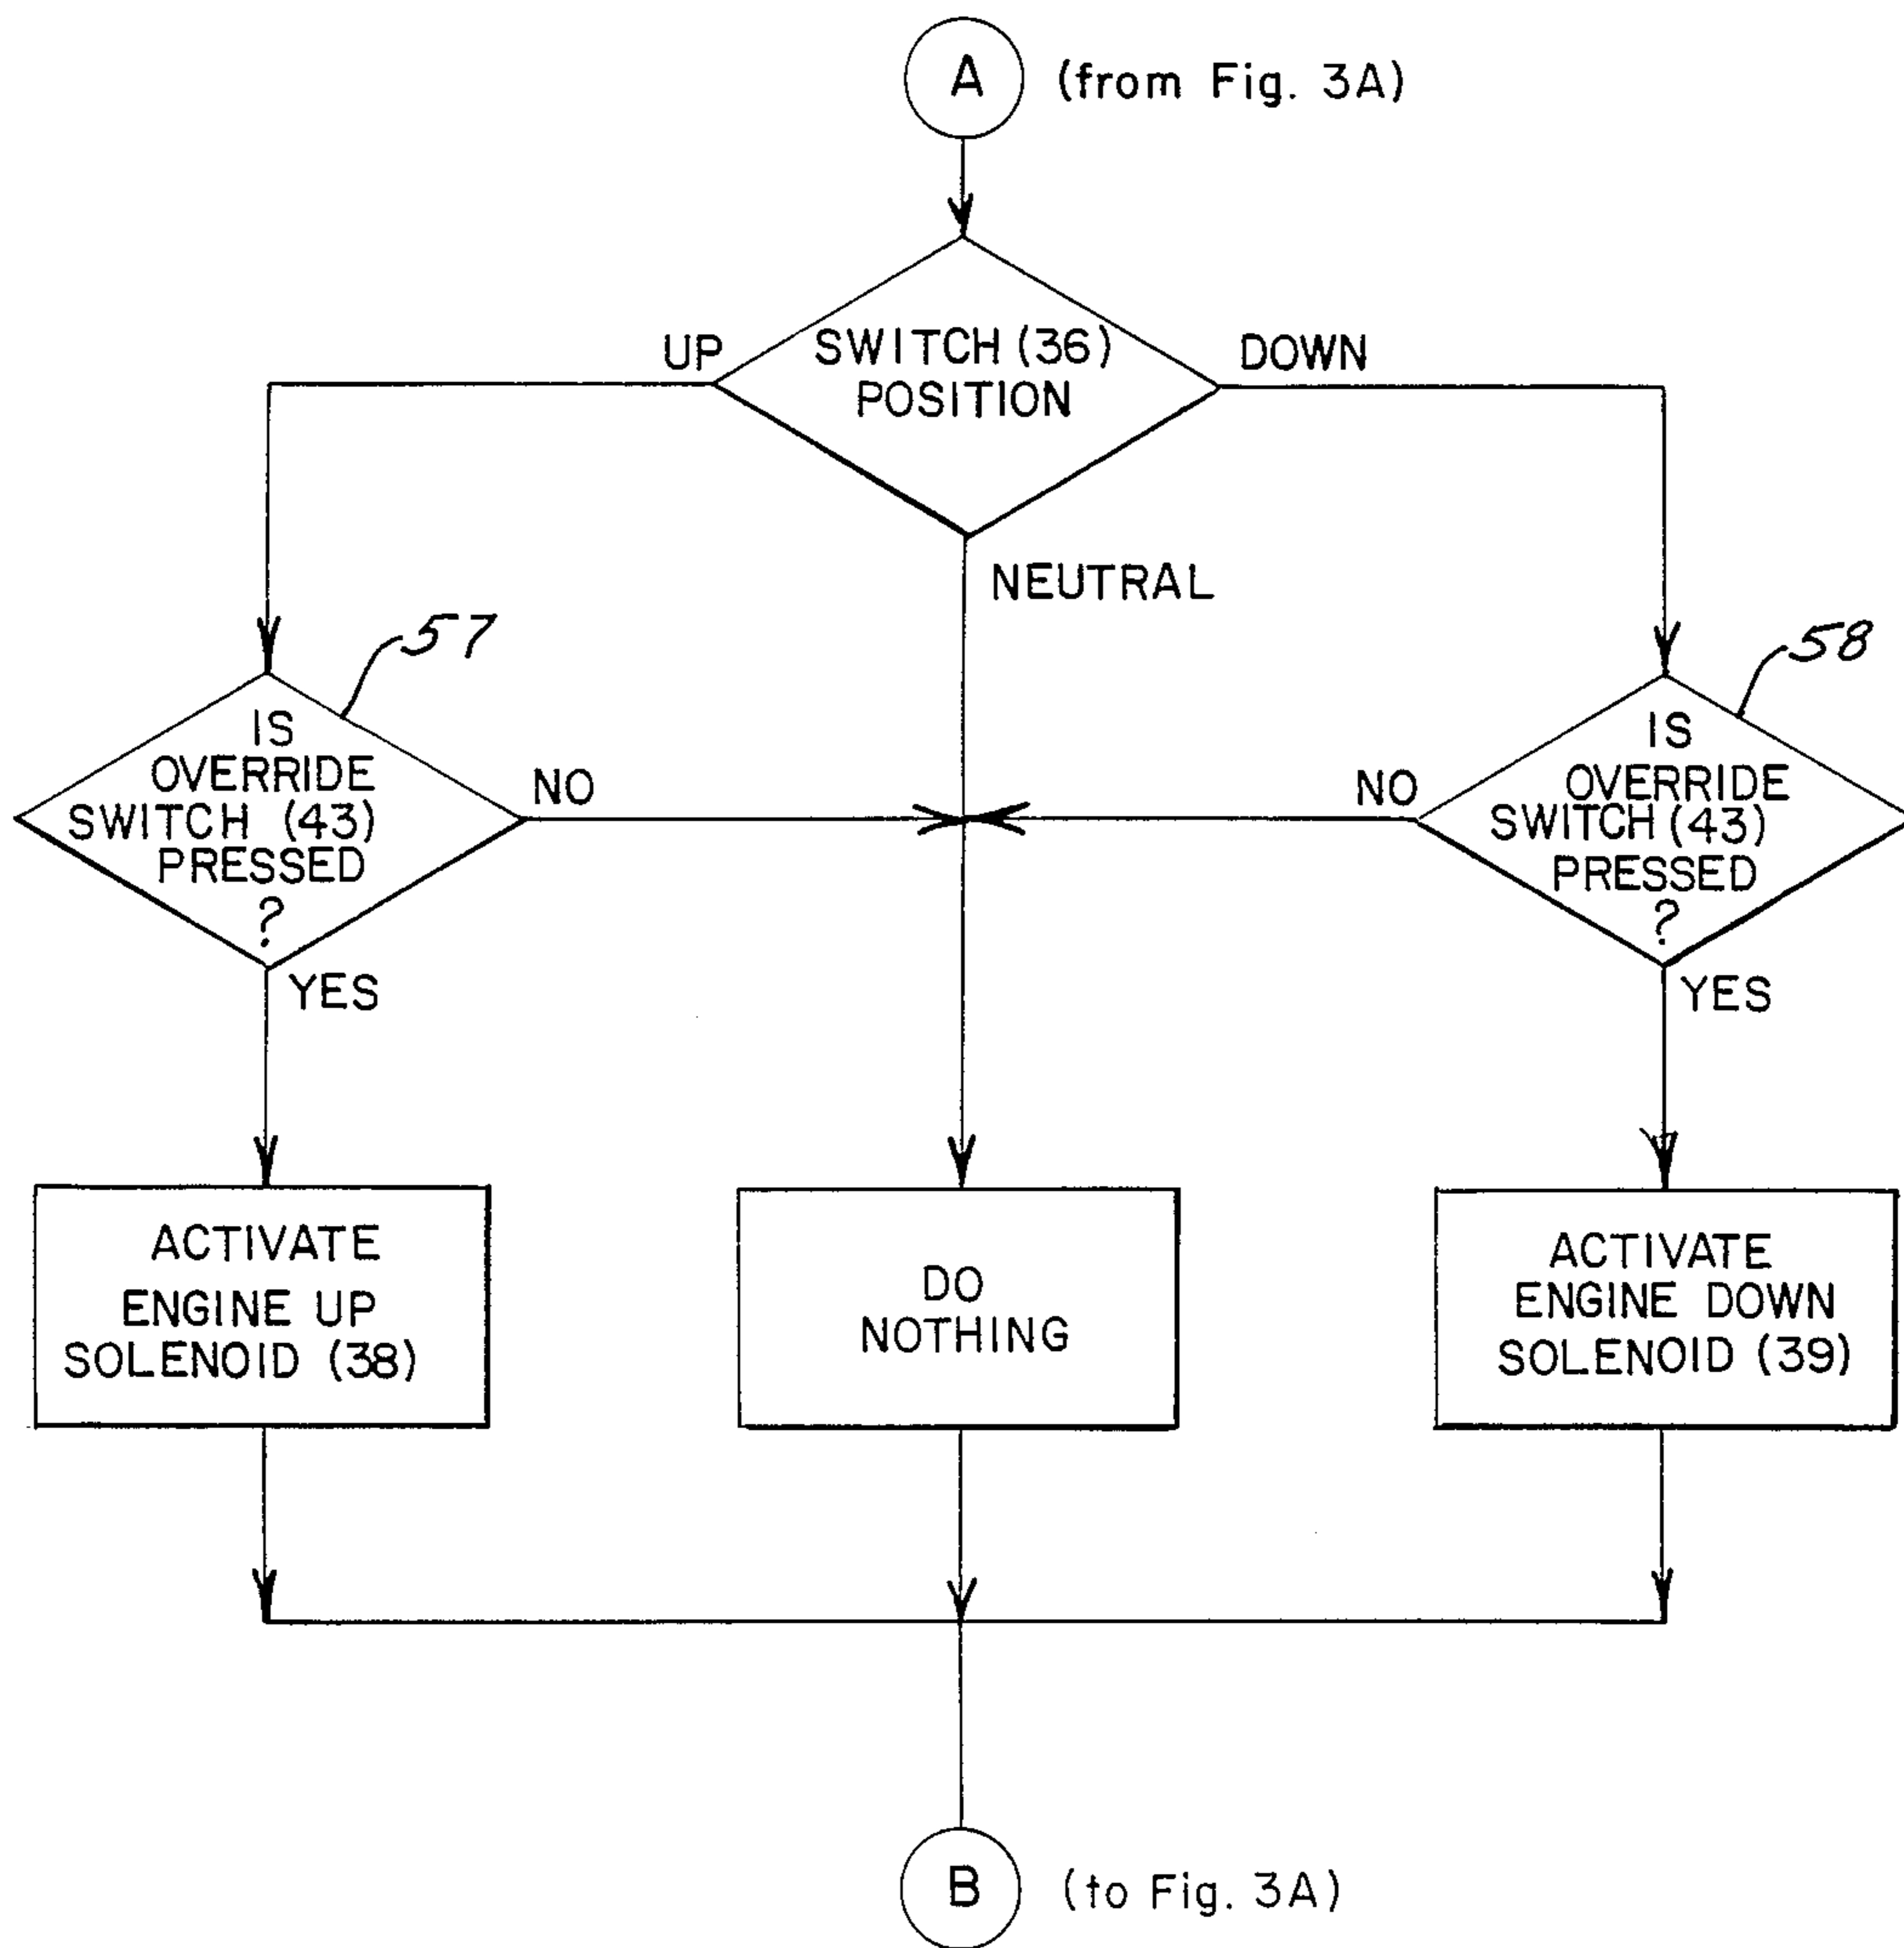 A (from Fig. 3A)
UP
SWITCH (36)
POSITION
DOWN
NEUTRAL
57
58
IS
OVERRIDE
SWITCH (43)
PRESSED
?
NO
NO
IS
OVERRIDE
SWITCH (43)
PRESSED
?
YES
YES
ACTIVATE
ENGINE UP
SOLENOID (38)
DO
NOTHING
ACTIVATE
ENGINE DOWN
SOLENOID (39)
B (to Fig. 3A)